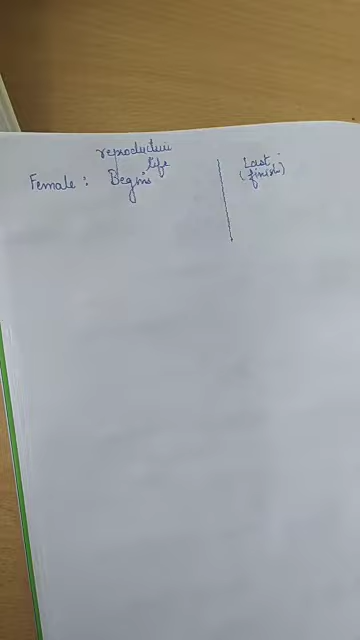 reproductive
life
Female : Begins
Last
(finish)